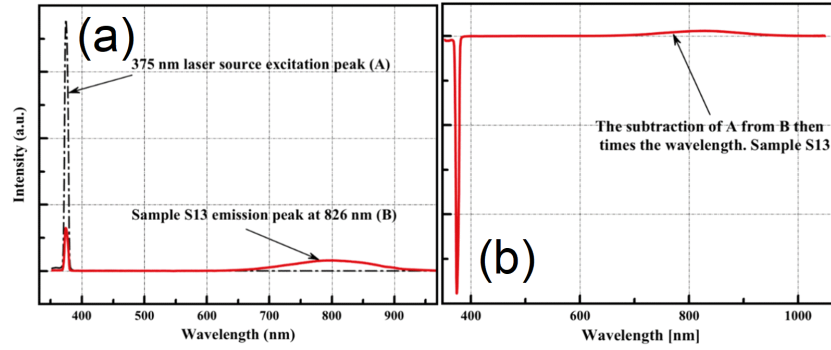 (a)
375 nm laser source excitation peak (A)
Sample S13 emission peak at 826 nm (B)
Intensity (a.u.)
400 500 600 700 800 900
Wavelength (nm)
The subtraction of A from B then
times the wavelength. Sample S13
(b)
400 600 800 1000
Wavelength [nm]